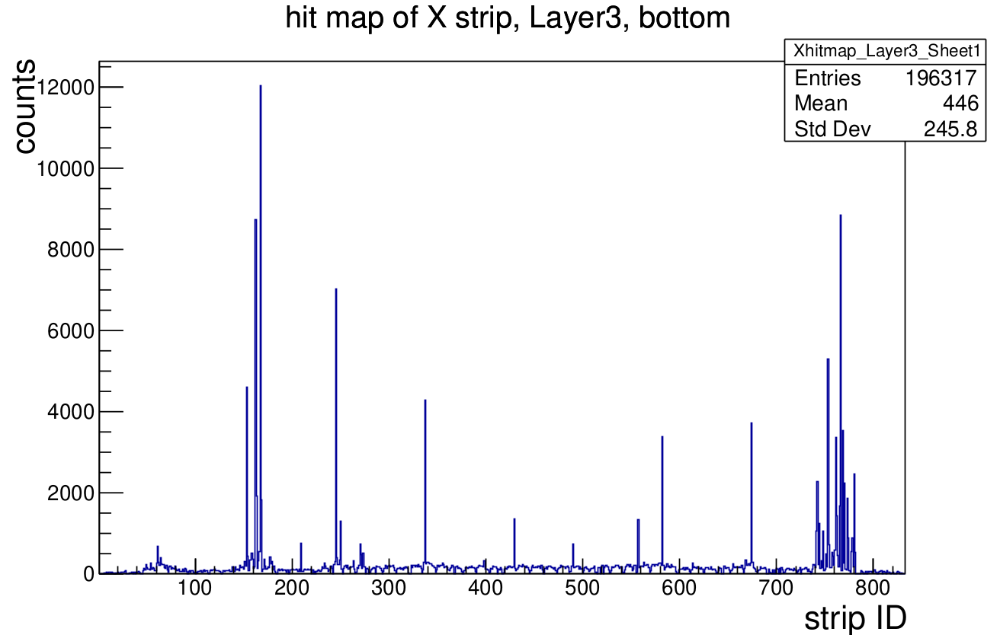 hit map of X strip, Layer3, bottom
Xhitmap_Layer3_Sheet1
Entries 196317
Mean 446
Std Dev 245.8
counts
12000
10000
8000
6000
4000
2000
0
100 200 300 400 500 600 700 800
strip ID